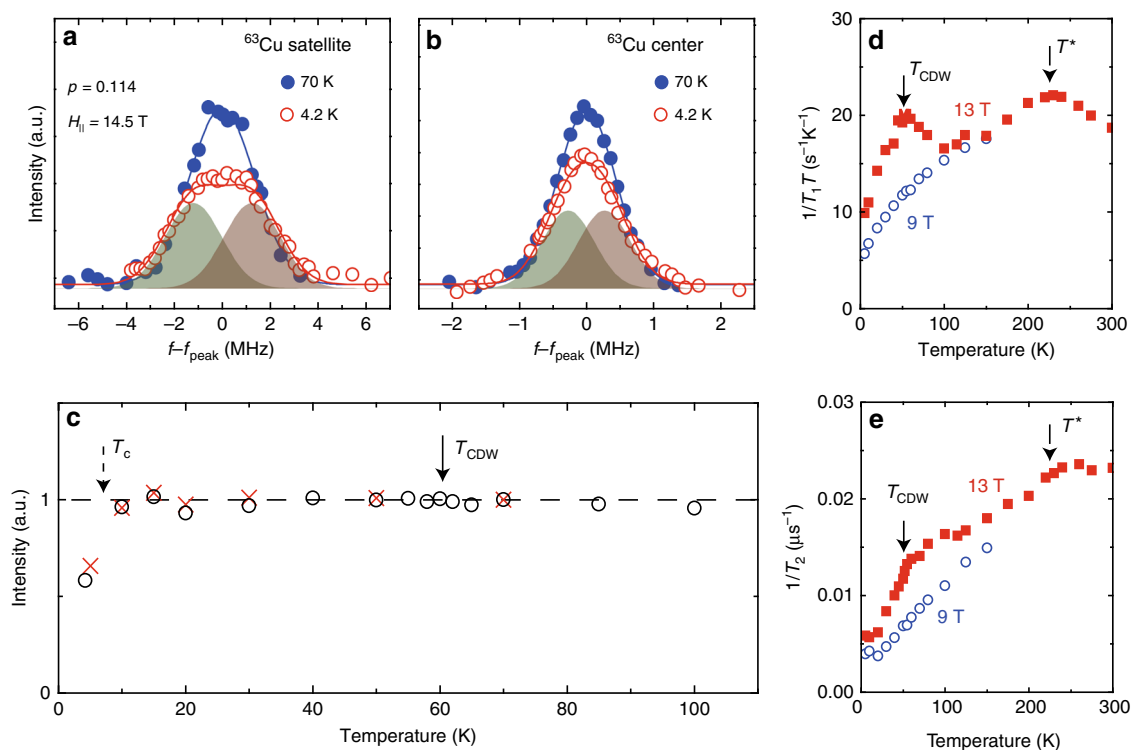 a
⁶³Cu satellite
p = 0.114
H|| = 14.5 T
70 K
4.2 K
Intensity (a.u.)
−6 −4 −2 0 2 4 6
f–fpeak (MHz)
b
⁶³Cu center
70 K
4.2 K
−2 −1 0 1 2
f–fpeak (MHz)
d
T*
TCDW
13 T
9 T
1/T₁T (s⁻¹K⁻¹)
30
20
10
0
0 100 200 300
Temperature (K)
c
Tc
TCDW
Intensity (a.u.)
1
0
0 20 40 60 80 100
Temperature (K)
e
T*
TCDW
13 T
9 T
1/T₂ (μs⁻¹)
0.03
0.02
0.01
0.00
0 100 200 300
Temperature (K)